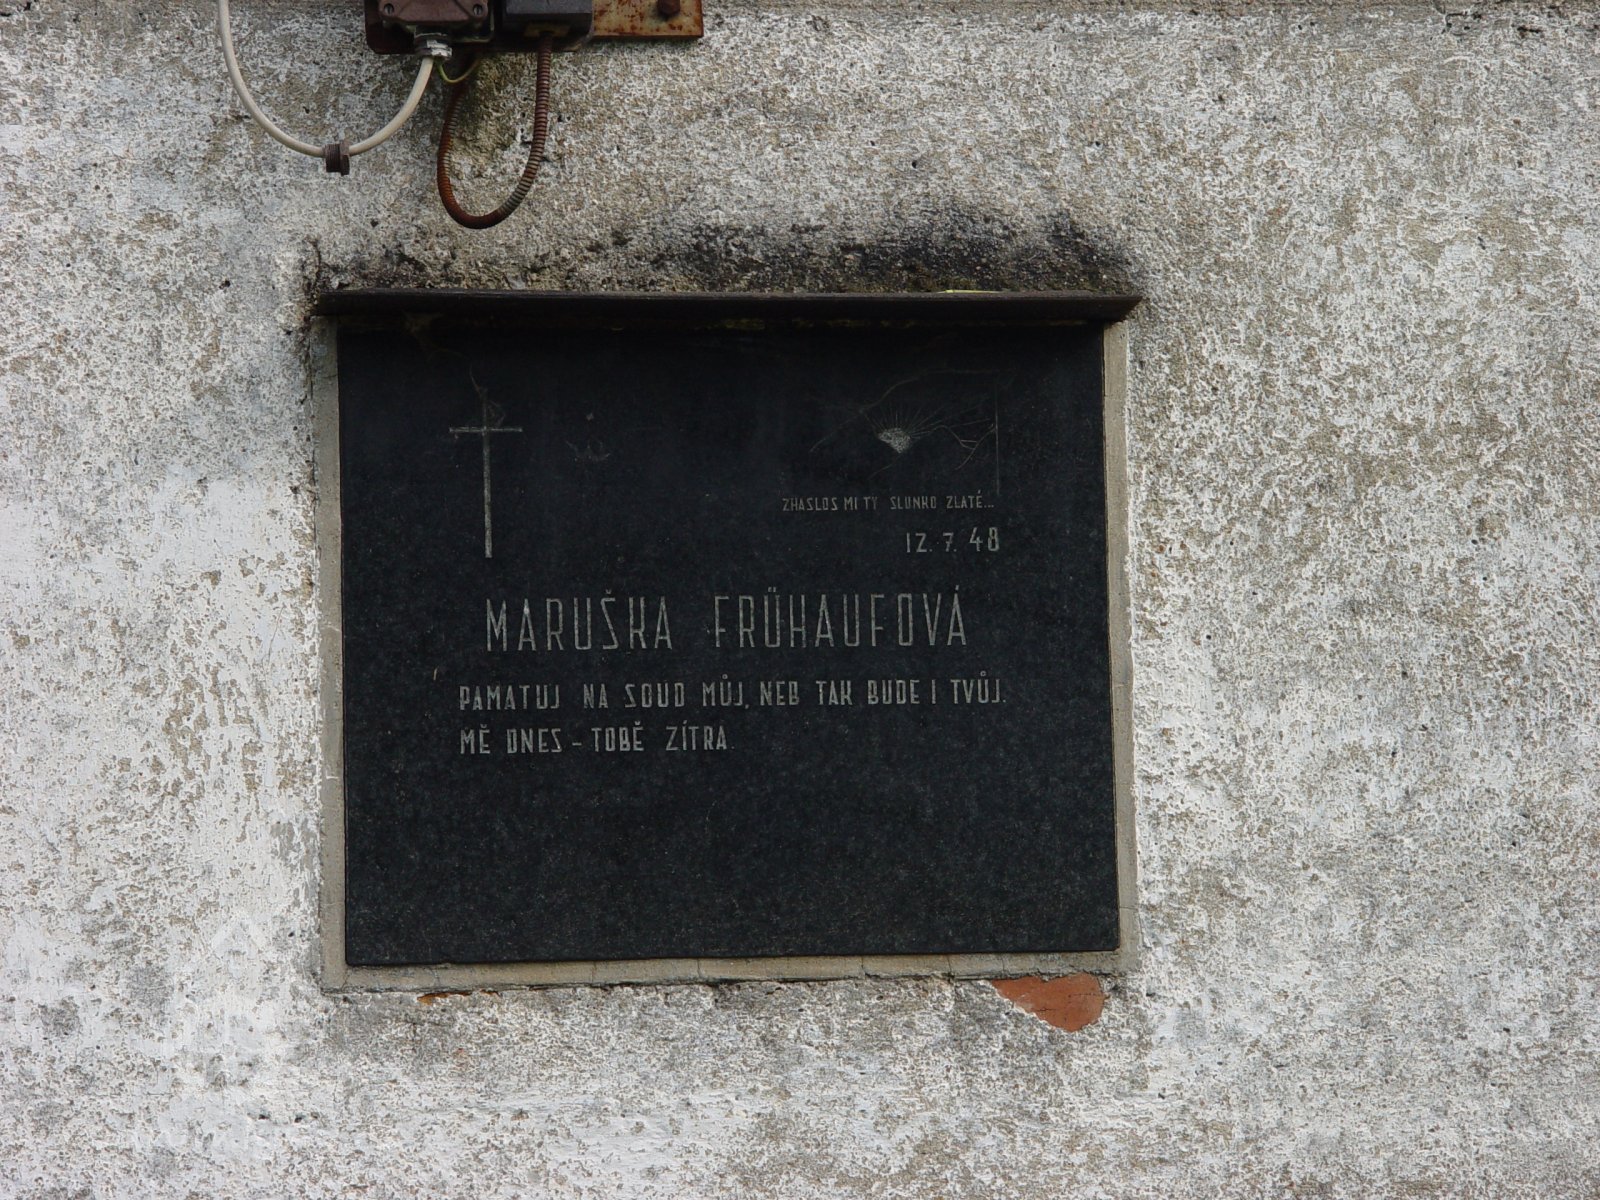 ZHASLOS MI TY SLUNKO ZLATÉ...
12. 7. 48
MARUŠKA FRÜHAUFOVÁ
PAMATUJ NA SOUD MŮJ, NEB TAK BUDE I TVŮJ.
MĚ DNES - TOBĚ ZÍTRA.